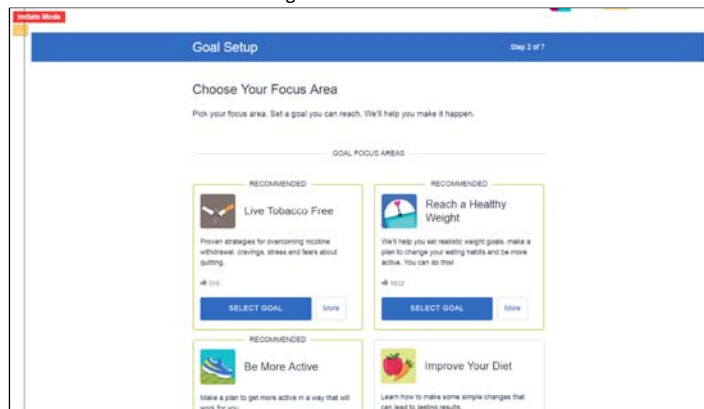 Imitate Mode
Goal Setup
Step 2 of 7
Choose Your Focus Area
Pick your focus area. Set a goal you can reach. We'll help you make it happen.
GOAL FOCUS AREAS
RECOMMENDED
Live Tobacco Free
Proven strategies for overcoming nicotine
withdrawal, cravings, stress and fears about
quitting.
SELECT GOAL
More
RECOMMENDED
Reach a Healthy
Weight
We'll help you set realistic weight goals, make a
plan to change your eating habits and be more
active. You can do this!
SELECT GOAL
More
RECOMMENDED
Be More Active
Make a plan to get more active in a way that will
work for you.
Improve Your Diet
Learn how to make some simple changes that
can lead to lasting results.